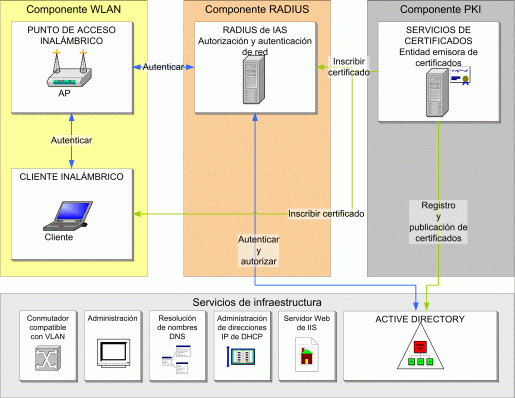 Componente WLAN
Componente RADIUS
Componente PKI
PUNTO DE ACCESO
INALÁMBRICO
AP
Autenticar
RADIUS de IAS
Autorización y autenticación
de red
Inscribir
certificado
SERVICIOS DE
CERTIFICADOS
Entidad emisora de
certificados
Autenticar
CLIENTE INALÁMBRICO
Cliente
Inscribir certificado
Autenticar
y
autorizar
Registro
y
publicación de
certificados
Servicios de infraestructura
Conmutador
compatible
con VLAN
Administración
Resolución
de nombres
DNS
Administración
de direcciones
IP de DHCP
Servidor Web
de IIS
ACTIVE DIRECTORY